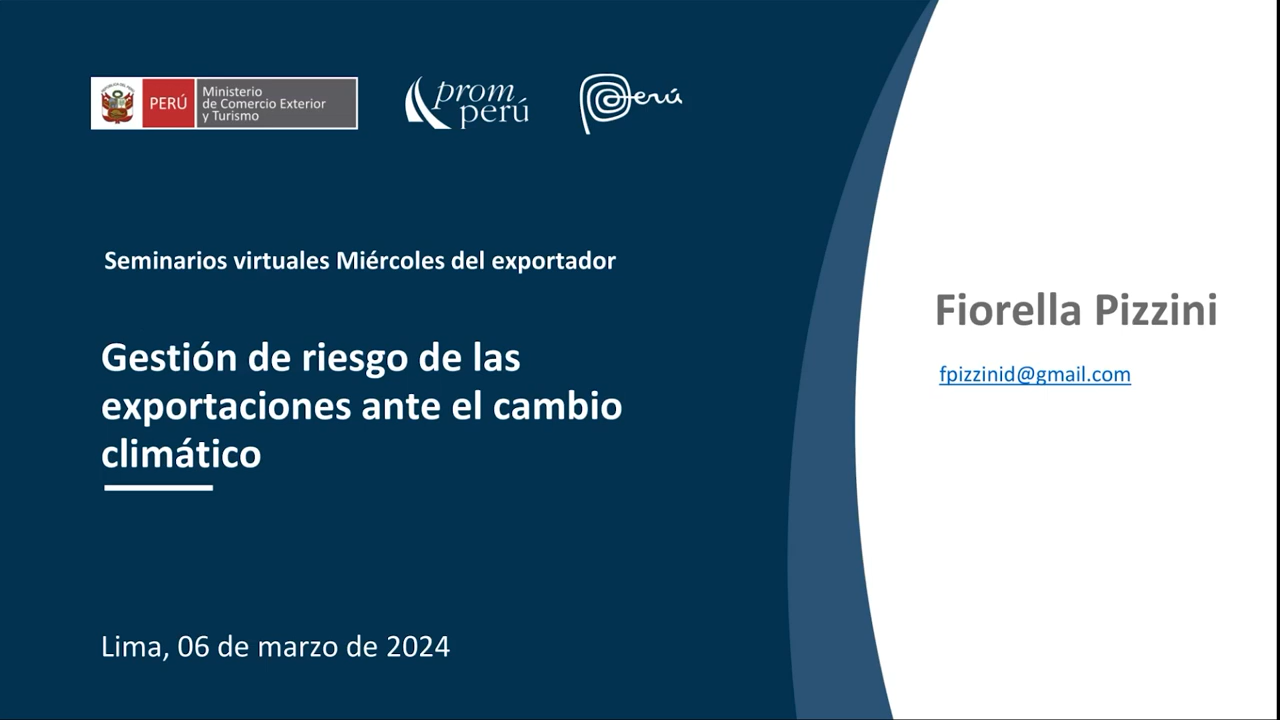 PERÚ
Ministerio
de Comercio Exterior
y Turismo
prom
perú
Perú
Seminarios virtuales Miércoles del exportador
Gestión de riesgo de las
exportaciones ante el cambio
climático
Lima, 06 de marzo de 2024
Fiorella Pizzini
fpizzinid@gmail.com